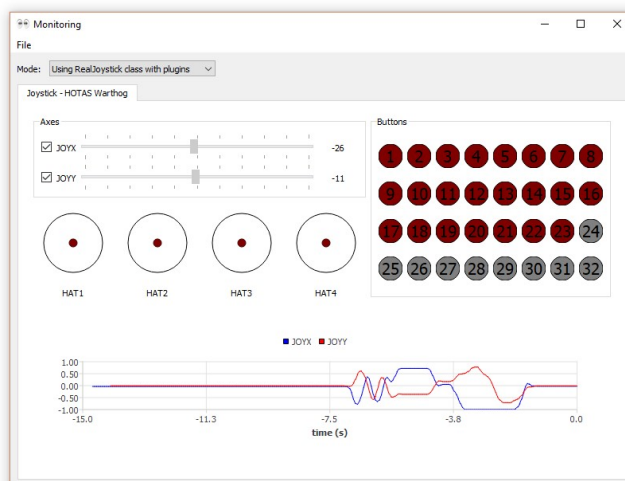 Monitoring
File
Mode: Using RealJoystick class with plugins
Joystick - HOTAS Warthog
Axes
JOYX -26
JOYY -11
HAT1 HAT2 HAT3 HAT4
Buttons
1 2 3 4 5 6 7 8
9 10 11 12 13 14 15 16
17 18 19 20 21 22 23 24
25 26 27 28 29 30 31 32
JOYX JOYY
1.00
0.50
0.00
-0.50
-1.00
-15.0 -11.3 -7.5 -3.8 0.0
time (s)